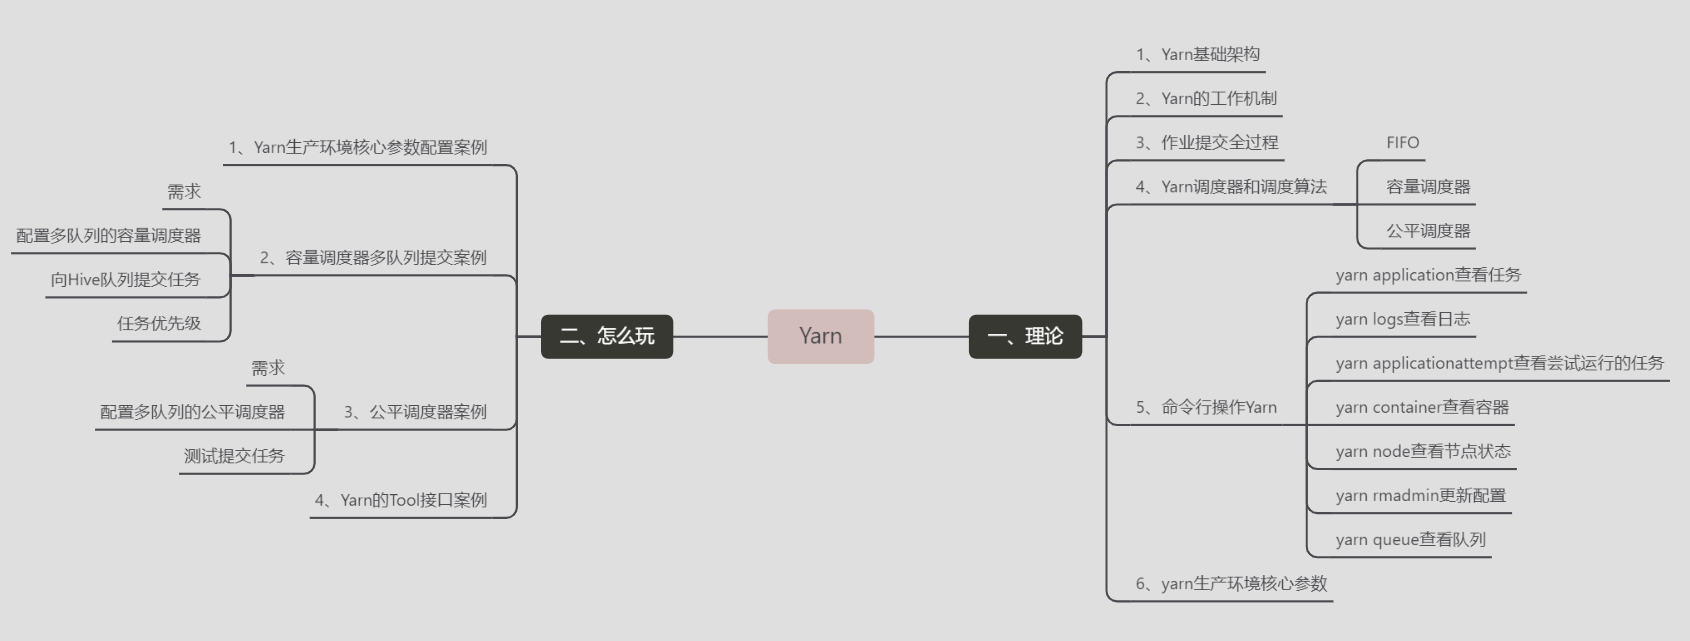 Yarn
一、理论
1、Yarn基础架构
2、Yarn的工作机制
3、作业提交全过程
4、Yarn调度器和调度算法
FIFO
容量调度器
公平调度器
5、命令行操作Yarn
yarn application查看任务
yarn logs查看日志
yarn applicationattempt查看尝试运行的任务
yarn container查看容器
yarn node查看节点状态
yarn rmadmin更新配置
yarn queue查看队列
6、yarn生产环境核心参数
二、怎么玩
1、Yarn生产环境核心参数配置案例
2、容量调度器多队列提交案例
需求
配置多队列的容量调度器
向Hive队列提交任务
任务优先级
3、公平调度器案例
需求
配置多队列的公平调度器
测试提交任务
4、Yarn的Tool接口案例